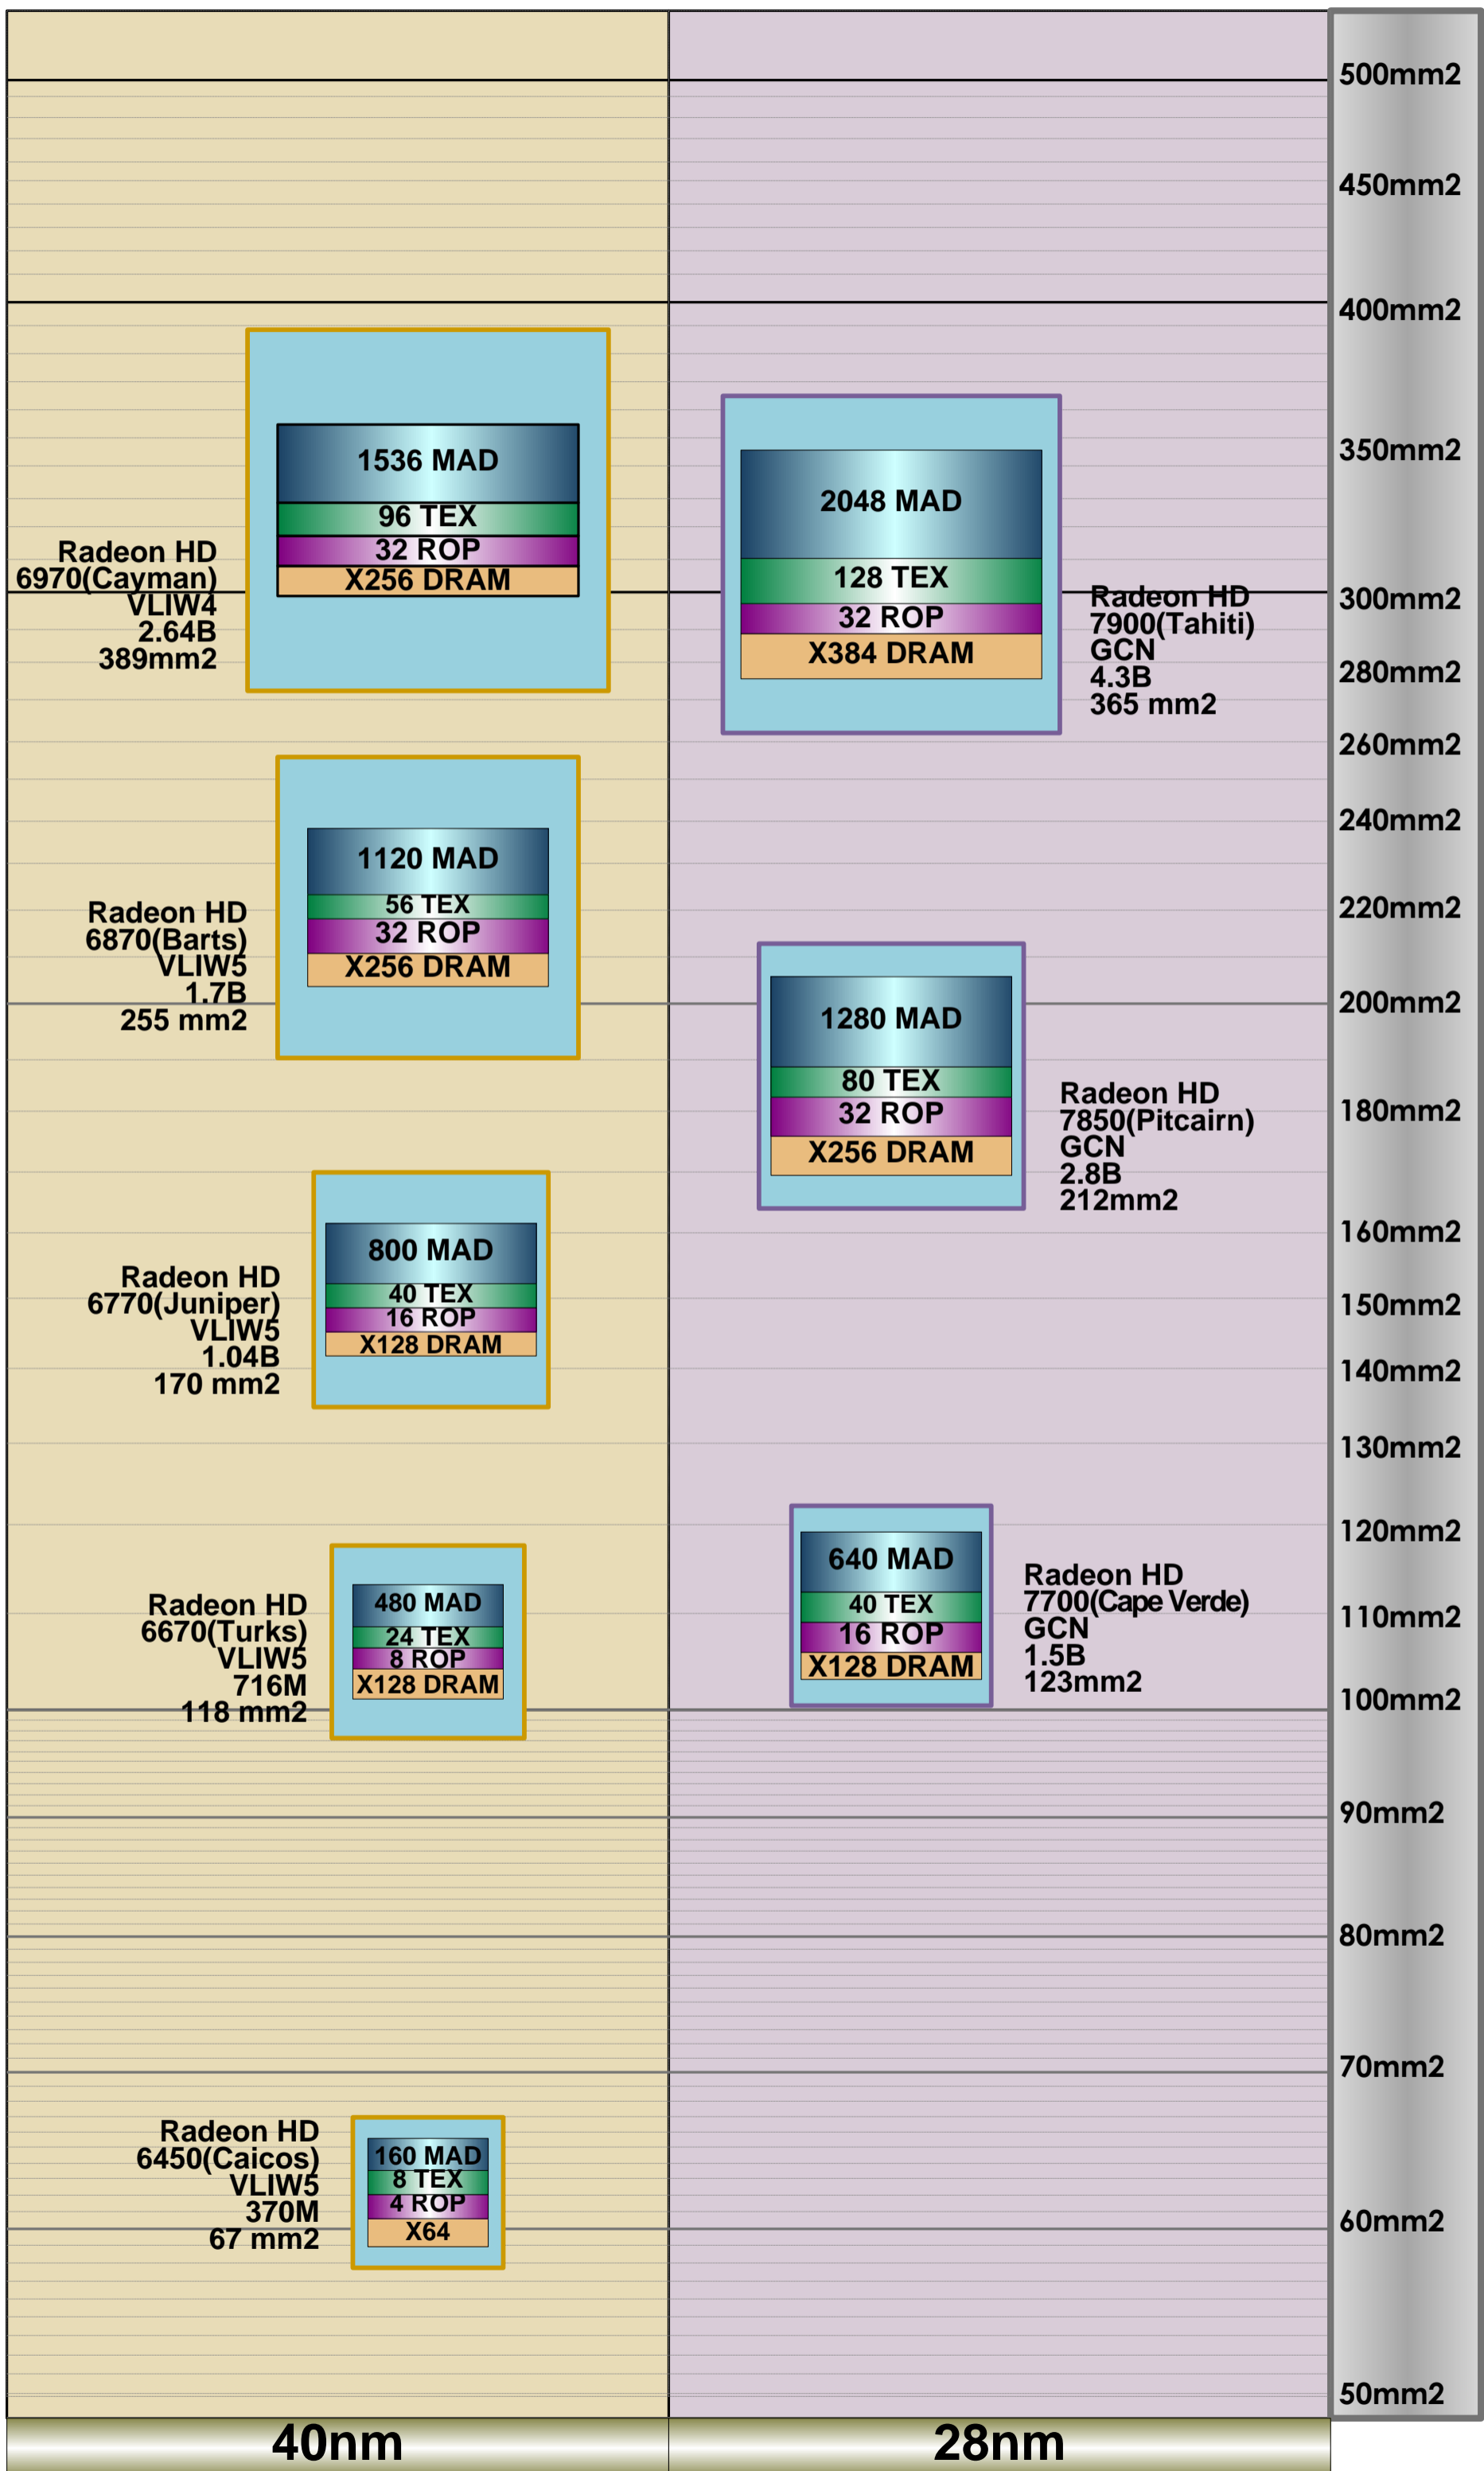 1536 MAD
96 TEX
32 ROP
X256 DRAM
Radeon HD
6970(Cayman)
VLIW4
2.64B
389mm2
1120 MAD
56 TEX
32 ROP
X256 DRAM
Radeon HD
6870(Barts)
VLIW5
1.7B
255 mm2
800 MAD
40 TEX
16 ROP
X128 DRAM
Radeon HD
6770(Juniper)
VLIW5
1.04B
170 mm2
480 MAD
24 TEX
8 ROP
X128 DRAM
Radeon HD
6670(Turks)
VLIW5
716M
118 mm2
160 MAD
8 TEX
4 ROP
X64
Radeon HD
6450(Caicos)
VLIW5
370M
67 mm2
40nm
2048 MAD
128 TEX
32 ROP
X384 DRAM
Radeon HD
7900(Tahiti)
GCN
4.3B
365 mm2
1280 MAD
80 TEX
32 ROP
X256 DRAM
Radeon HD
7850(Pitcairn)
GCN
2.8B
212mm2
640 MAD
40 TEX
16 ROP
X128 DRAM
Radeon HD
7700(Cape Verde)
GCN
1.5B
123mm2
28nm
500mm2
450mm2
400mm2
350mm2
300mm2
280mm2
260mm2
240mm2
220mm2
200mm2
180mm2
160mm2
150mm2
140mm2
130mm2
120mm2
110mm2
100mm2
90mm2
80mm2
70mm2
60mm2
50mm2